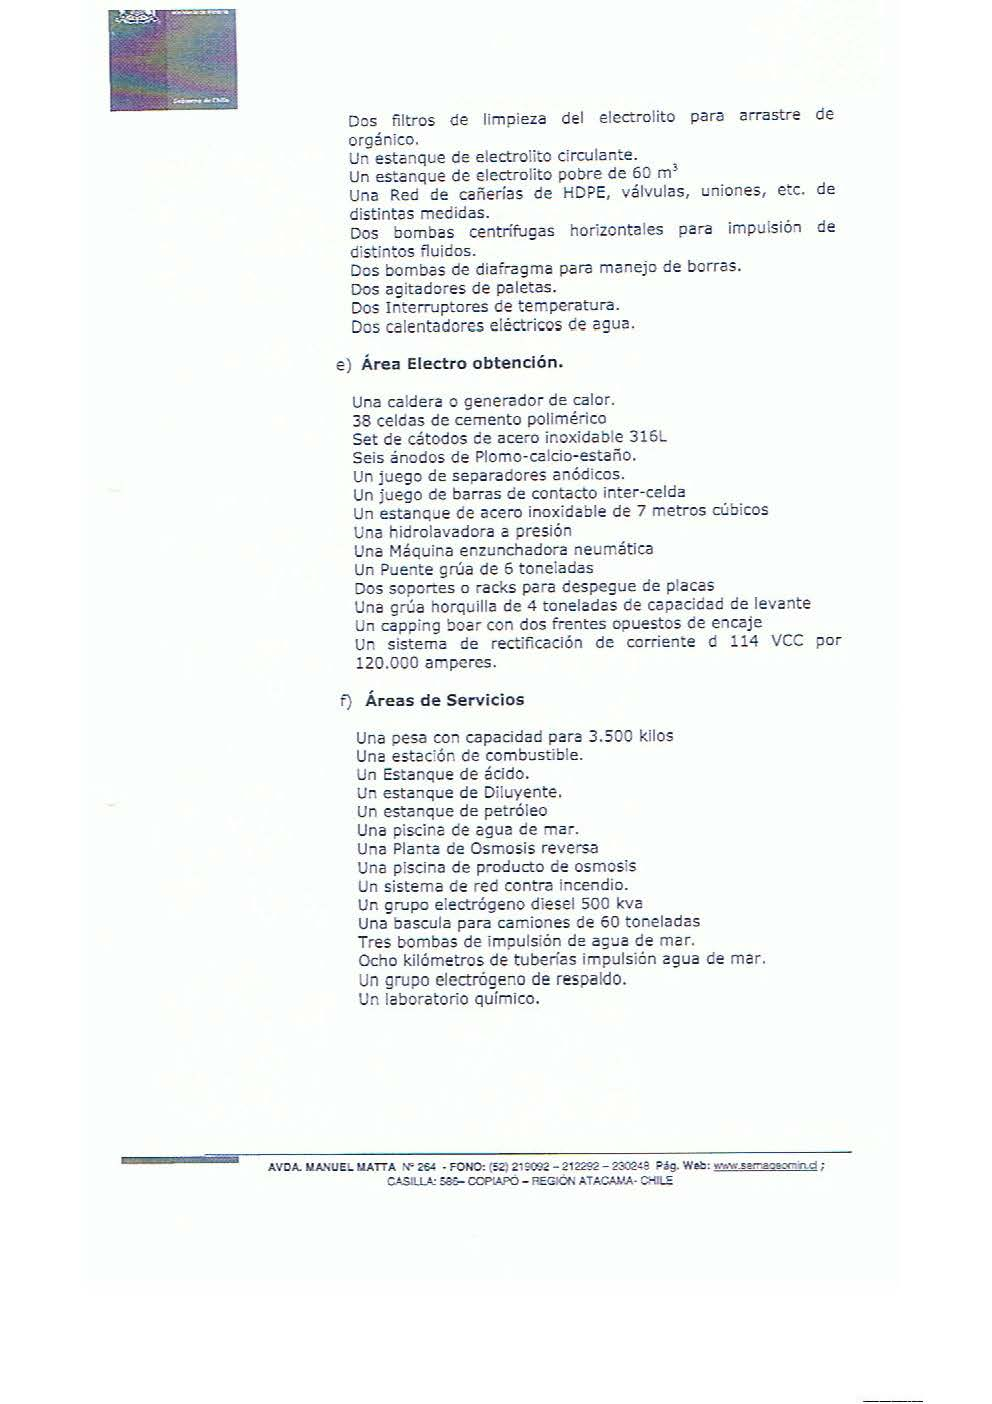 Gobierno de Chile
Dos filtros de limpieza del electrolito para arrastre de
orgánico.
Un estanque de electrolito circulante.
Un estanque de electrolito pobre de 60 m³
Una Red de cañerías de HDPE, válvulas, uniones, etc. de
distintas medidas.
Dos bombas centrífugas horizontales para impulsión de
distintos fluidos.
Dos bombas de diafragma para manejo de borras.
Dos agitadores de paletas.
Dos Interruptores de temperatura.
Dos calentadores eléctricos de agua.
e) Área Electro obtención.
Una caldera o generador de calor.
38 celdas de cemento polimérico
Set de cátodos de acero inoxidable 316L
Seis ánodos de Plomo-calcio-estaño.
Un juego de separadores anódicos.
Un juego de barras de contacto inter-celda
Un estanque de acero inoxidable de 7 metros cúbicos
Una hidrolavadora a presión
Una Máquina enzunchadora neumática
Un Puente grúa de 6 toneladas
Dos soportes o racks para despegue de placas
Una grúa horquilla de 4 toneladas de capacidad de levante
Un capping boar con dos frentes opuestos de encaje
Un sistema de rectificación de corriente d 114 VCC por
120.000 amperes.
f) Áreas de Servicios
Una pesa con capacidad para 3.500 kilos
Una estación de combustible.
Un Estanque de ácido.
Un estanque de Diluyente.
Un estanque de petróleo
Una piscina de agua de mar.
Una Planta de Osmosis reversa
Una piscina de producto de osmosis
Un sistema de red contra incendio.
Un grupo electrógeno diesel 500 kva
Una bascula para camiones de 60 toneladas
Tres bombas de impulsión de agua de mar.
Ocho kilómetros de tuberías impulsión agua de mar.
Un grupo electrógeno de respaldo.
Un laboratorio químico.
AVDA. MANUEL MATTA Nº 264 - FONO: (52) 219092 – 212292 – 230248 Pág. Web: www.sernageomin.cl ;
CASILLA: 586– COPIAPÓ – REGIÓN ATACAMA- CHILE